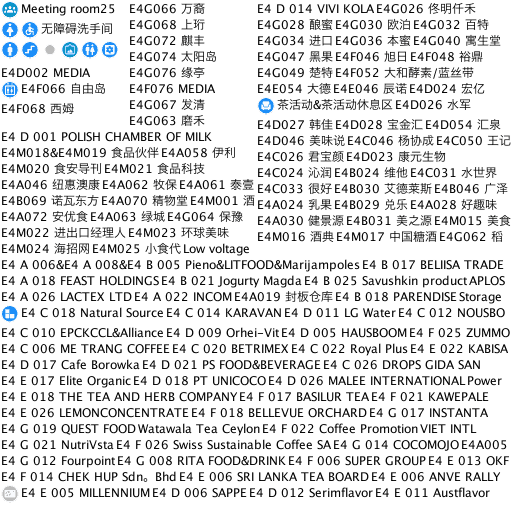 Meeting room25 E4G066 万裔 E4 D 014 VIVI KOLA E4G026 佟明仟禾
E4G068 上珩 E4G028 酿蜜 E4G030 欧泊 E4G032 百特
无障碍洗手间 E4G072 麒丰 E4G034 进口 E4G036 本蜜 E4G040 寓生堂
E4G074 太阳岛 E4G047 黑果 E4F046 旭日 E4F048 裕鼎
E4D002 MEDIA E4G076 缘亭 E4G049 楚特 E4F052 大和酵素/蓝丝带
E4F066 自由岛 E4F076 MEDIA E4E054 大德 E4E046 辰诺 E4D024 宏亿
E4F068 西姆 E4G067 发清 茶活动&茶活动休息区 E4D026 水军
E4G063 磨禾 E4D027 韩佳 E4D028 宝金汇 E4D054 汇泉
E4 D 001 POLISH CHAMBER OF MILK E4D046 美味说 E4C046 杨协成 E4C050 王记
E4M018&E4M019 食品伙伴 E4A058 伊利 E4C026 君宝颜 E4D023 康元生物
E4M020 食安导刊 E4M021 食品科技 E4C024 沁润 E4B024 维他 E4C031 水世界
E4A046 纽惠澳康 E4A062 牧保 E4A061 泰壹 E4C033 很好 E4B030 艾德莱斯 E4B046 广泽
E4B069 诺瓦东方 E4A070 精物堂 E4M001 酒 E4A024 乳果 E4B029 兑乐 E4A028 好趣味
E4A072 安优食 E4A063 绿城 E4G064 保豫 E4A030 健景源 E4B031 美之源 E4M015 美食
E4M022 进出口经理人 E4M023 环球美味 E4M016 酒典 E4M017 中国糖酒 E4G062 稻
E4M024 海招网 E4M025 小食代 Low voltage
E4 A 006&E4 A 008&E4 B 005 Pieno&LITFOOD&Marijampoles E4 B 017 BELIISA TRADE
E4 A 018 FEAST HOLDINGS E4 B 021 Jogurty Magda E4 B 025 Savushkin product APLOS
E4 A 026 LACTEX LTD E4 A 022 INCOM E4A019 封板仓库 E4 B 018 PARENDISE Storage
E4 C 018 Natural Source E4 C 014 KARAVAN E4 D 011 LG Water E4 C 012 NOUSBO
E4 C 010 EPCKCCLI&Alliance E4 D 009 Orhei-Vit E4 D 005 HAUSBOOM E4 F 025 ZUMMO
E4 C 006 ME TRANG COFFEE E4 C 020 BETRIMEX E4 C 022 Royal Plus E4 E 022 KABISA
E4 D 017 Cafe Borowka E4 D 021 PS FOOD&BEVERAGE E4 C 026 DROPS GIDA SAN
E4 E 017 Elite Organic E4 D 018 PT UNICOCO E4 D 026 MALEE INTERNATIONAL Power
E4 E 018 THE TEA AND HERB COMPANY E4 F 017 BASILUR TEA E4 F 021 KAWEPALE
E4 E 026 LEMONCONCENTRATE E4 F 018 BELLEVUE ORCHARD E4 G 017 INSTANTA
E4 G 019 QUEST FOOD Watawala Tea Ceylon E4 F 022 Coffee Promotion VIET INTL
E4 G 021 NutriVsta E4 F 026 Swiss Sustainable Coffee SA E4 G 014 COCOMOJO E4A005
E4 G 012 Fourpoint E4 G 008 RITA FOOD&DRINK E4 F 006 SUPER GROUP E4 E 013 OKF
E4 F 014 CHEK HUP Sdn。Bhd E4 E 006 SRI LANKA TEA BOARD E4 E 006 ANVE RALLY
E4 E 005 MILLENNIUM E4 D 006 SAPPE E4 D 012 Serimflavor E4 E 011 Austflavor